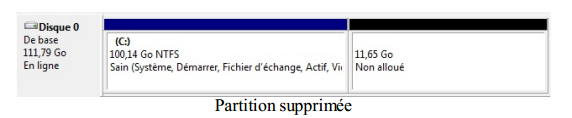 Disque 0
De base
111,79 Go
En ligne
(C:)
100,14 Go NTFS
Sain (Système, Démarrer, Fichier d'échange, Actif, Vi
11,65 Go
Non alloué
Partition supprimée